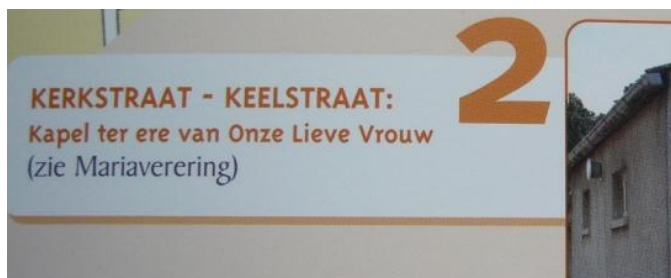 2
KERKSTRAAT - KEELSTRAAT:
Kapel ter ere van Onze Lieve Vrouw
(zie Mariaverering)